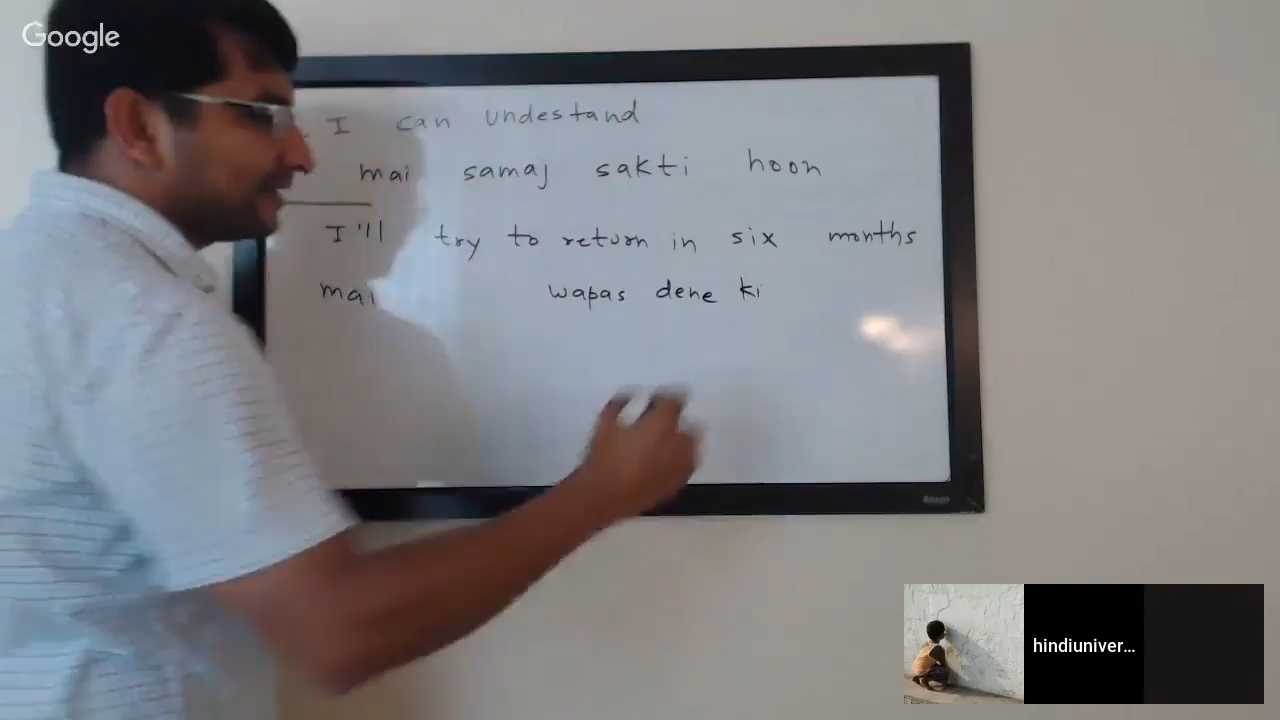 Google
I can undestand
mai samaj sakti hoon
I'll try to return in six months
mai wapas dene ki
hindiuniver...